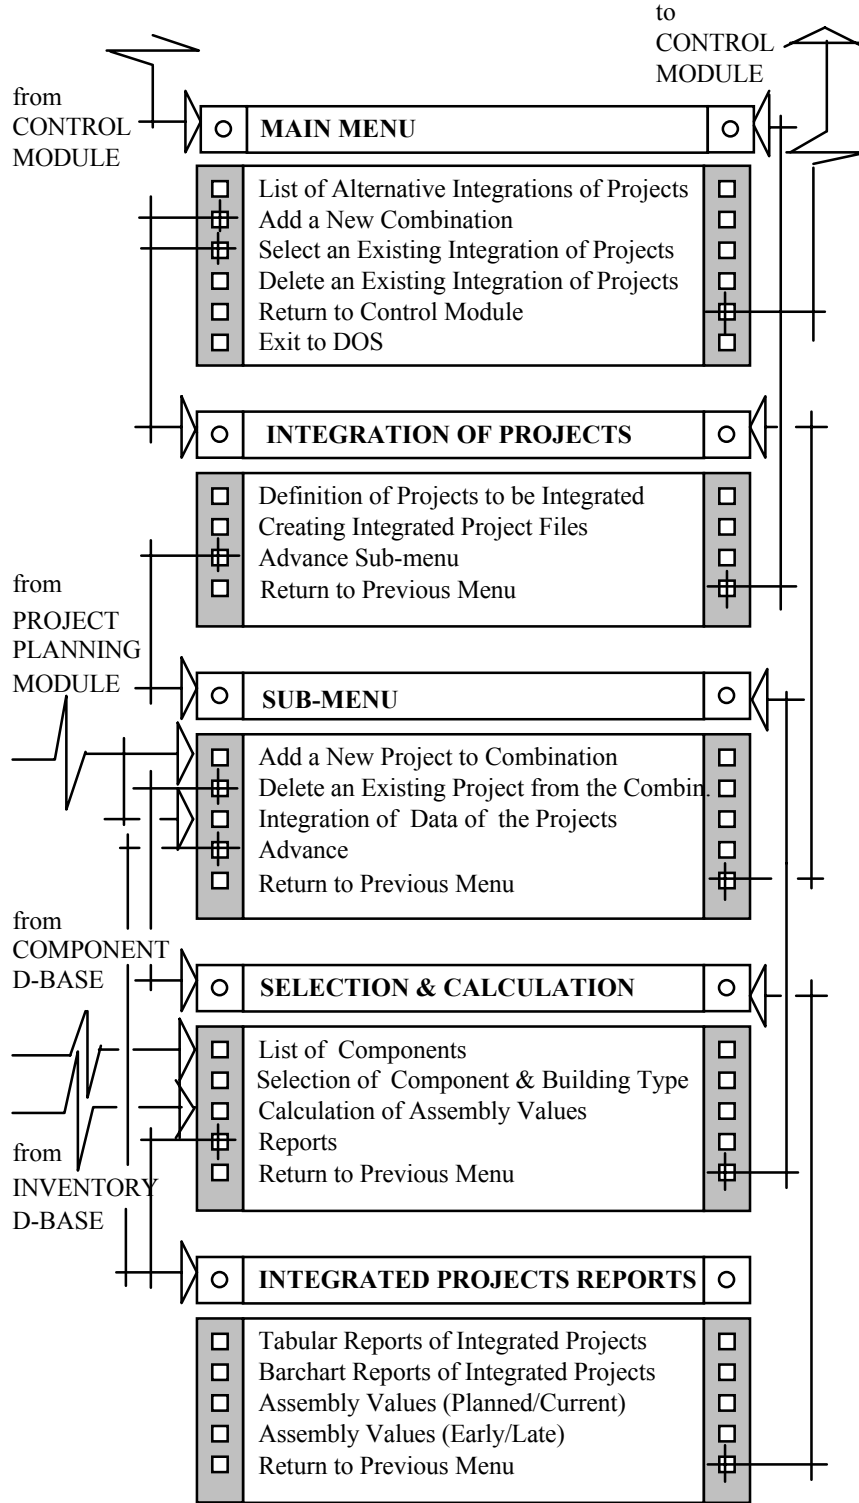 to
CONTROL
MODULE
from
CONTROL
MODULE
MAIN MENU
List of Alternative Integrations of Projects
Add a New Combination
Select an Existing Integration of Projects
Delete an Existing Integration of Projects
Return to Control Module
Exit to DOS
INTEGRATION OF PROJECTS
Definition of Projects to be Integrated
Creating Integrated Project Files
Advance Sub-menu
Return to Previous Menu
from
PROJECT
PLANNING
MODULE
SUB-MENU
Add a New Project to Combination
Delete an Existing Project from the Combin.
Integration of Data of the Projects
Advance
Return to Previous Menu
from
COMPONENT
D-BASE
SELECTION & CALCULATION
List of Components
Selection of Component & Building Type
Calculation of Assembly Values
Reports
Return to Previous Menu
from
INVENTORY
D-BASE
INTEGRATED PROJECTS REPORTS
Tabular Reports of Integrated Projects
Barchart Reports of Integrated Projects
Assembly Values (Planned/Current)
Assembly Values (Early/Late)
Return to Previous Menu